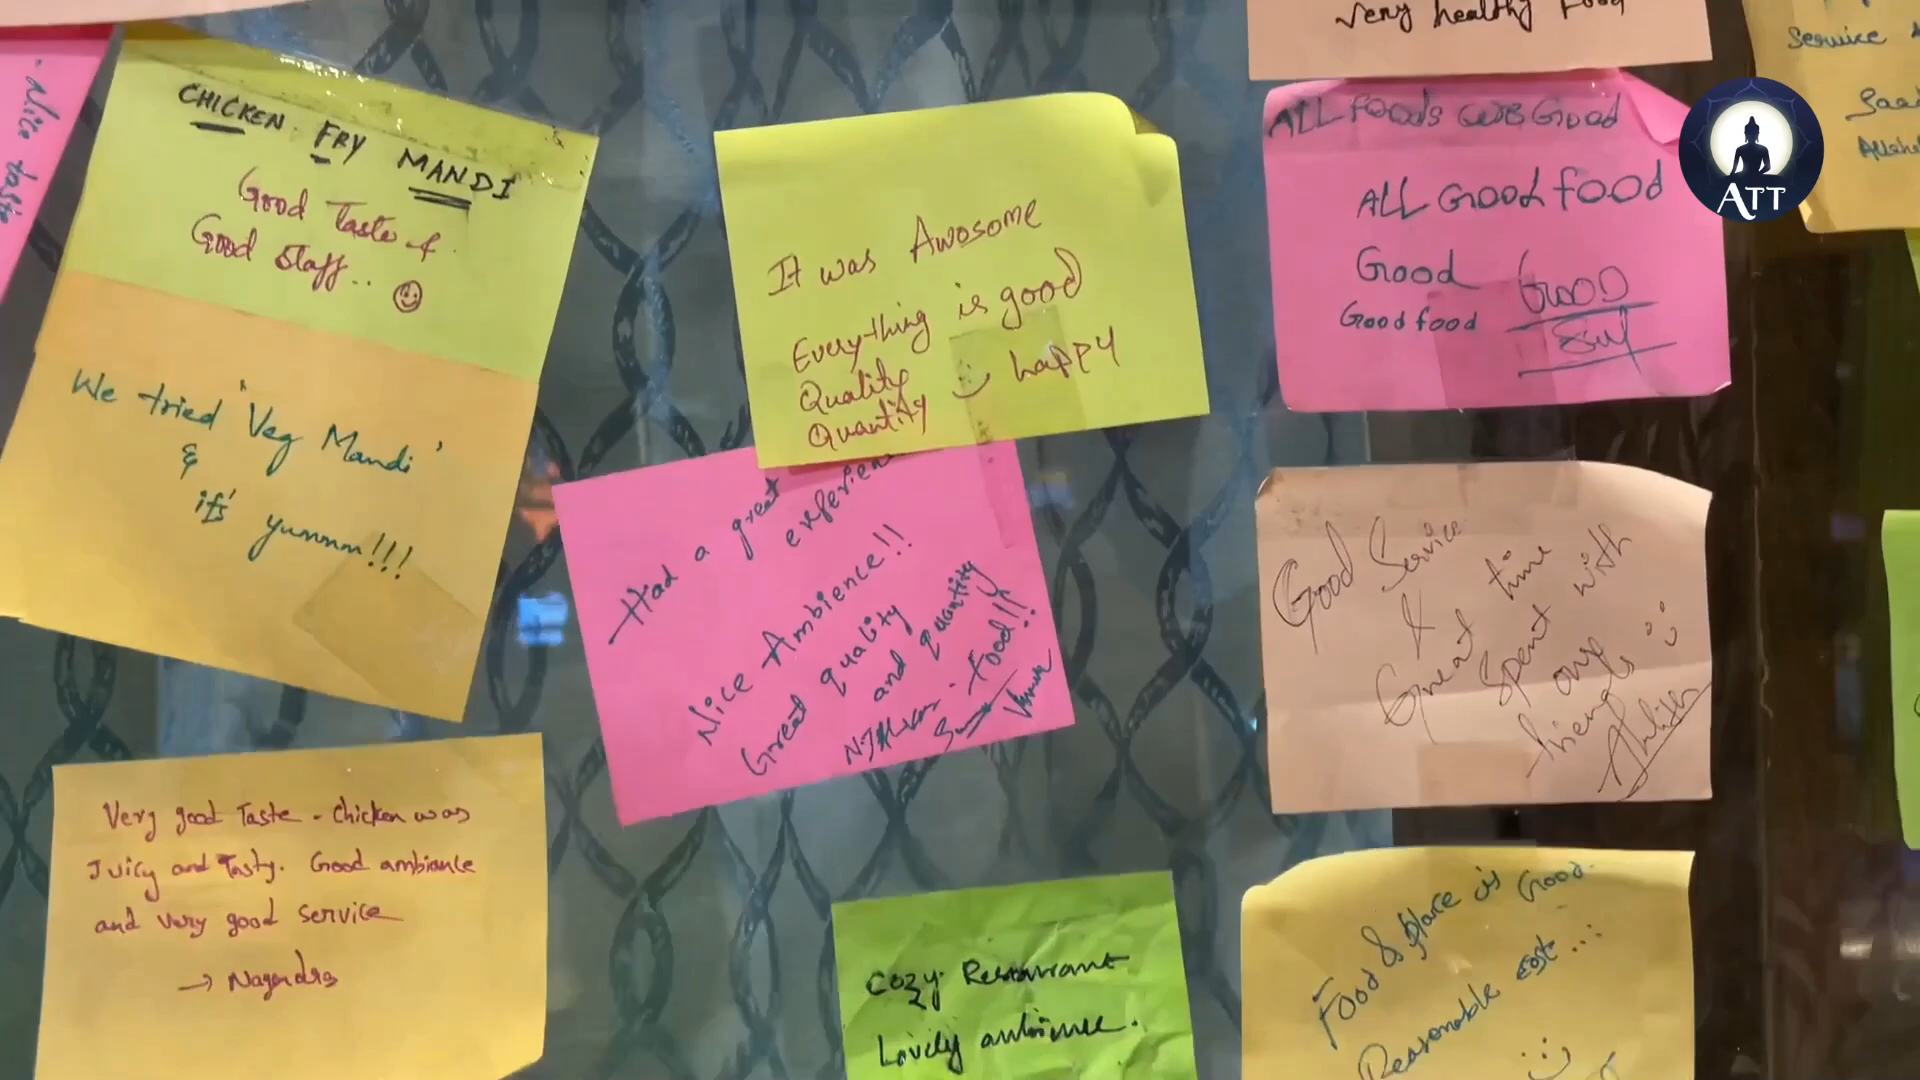 Nice taste
CHICKEN FRY MANDI
Good Taste &
Good Staff..
We tried 'Veg Mandi'
&
it's yummm!!!
Very good Taste - Chicken was
Juicy and Tasty. Good ambiance
and very good service
→ Nagendra
It was Awosome
Everything is good
Quality
Quantity
happy
Had a great
experien
Nice Ambience!!
Great quality
and quantity
Food!!
Cozy Restaurant
Lovely ambience.
Very healthy Food
ALL FOODS are Good
ALL Good food
Good GOOD
Good food
Good Service
& Great time
spent with
our
friends
Food & place is Good.
Reasonable cost...
Service
ATT